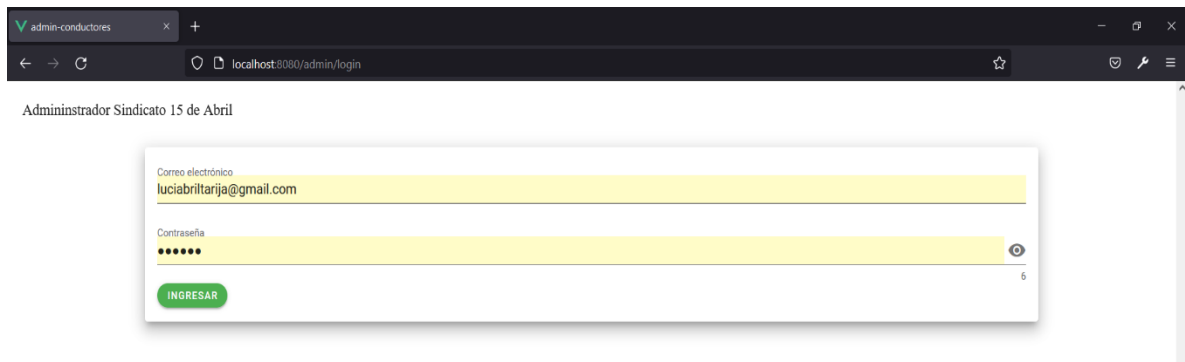 admin-conductores
localhost:8080/admin/login
Admininstrador Sindicato 15 de Abril
Correo electrónico
luciabriltarija@gmail.com
Contraseña
••••••
6
INGRESAR